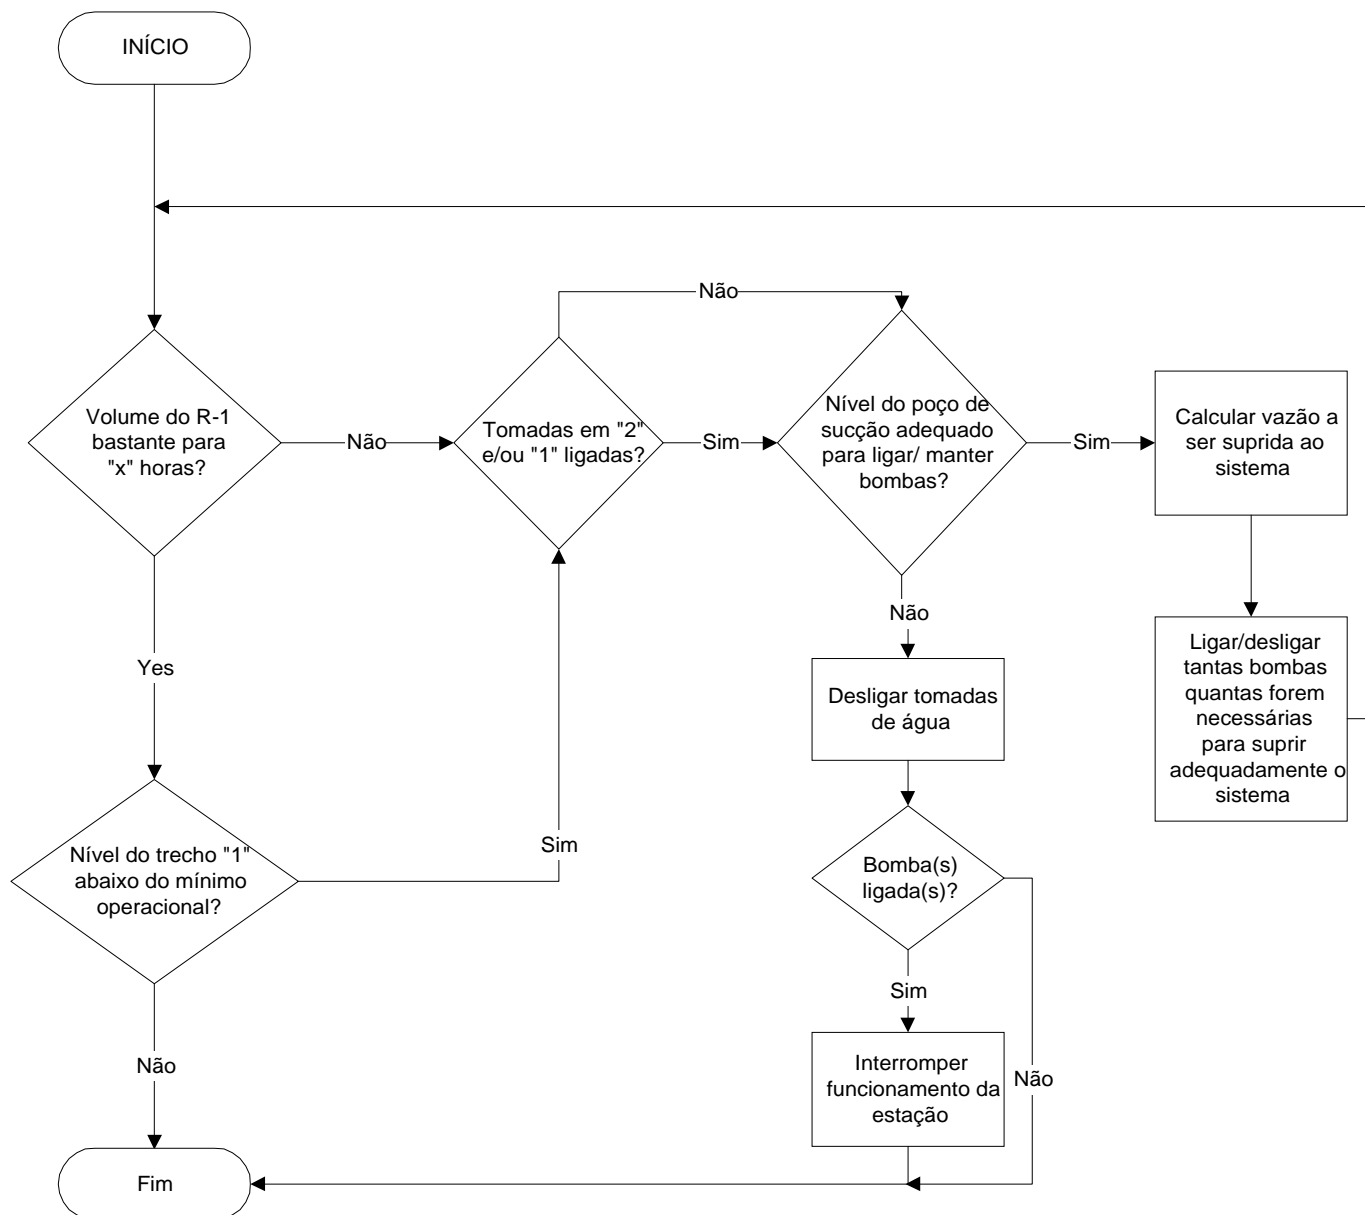 INÍCIO
Não
Volume do R-1
bastante para
"x" horas?
Não
Tomadas em "2"
e/ou "1" ligadas?
Sim
Nível do poço de
sucção adequado
para ligar/ manter
bombas?
Sim
Calcular vazão a
ser suprida ao
sistema
Não
Yes
Desligar tomadas
de água
Ligar/desligar
tantas bombas
quantas forem
necessárias
para suprir
adequadamente o
sistema
Nível do trecho "1"
abaixo do mínimo
operacional?
Sim
Bomba(s)
ligada(s)?
Sim
Não
Interromper
funcionamento da
estação
Não
Fim